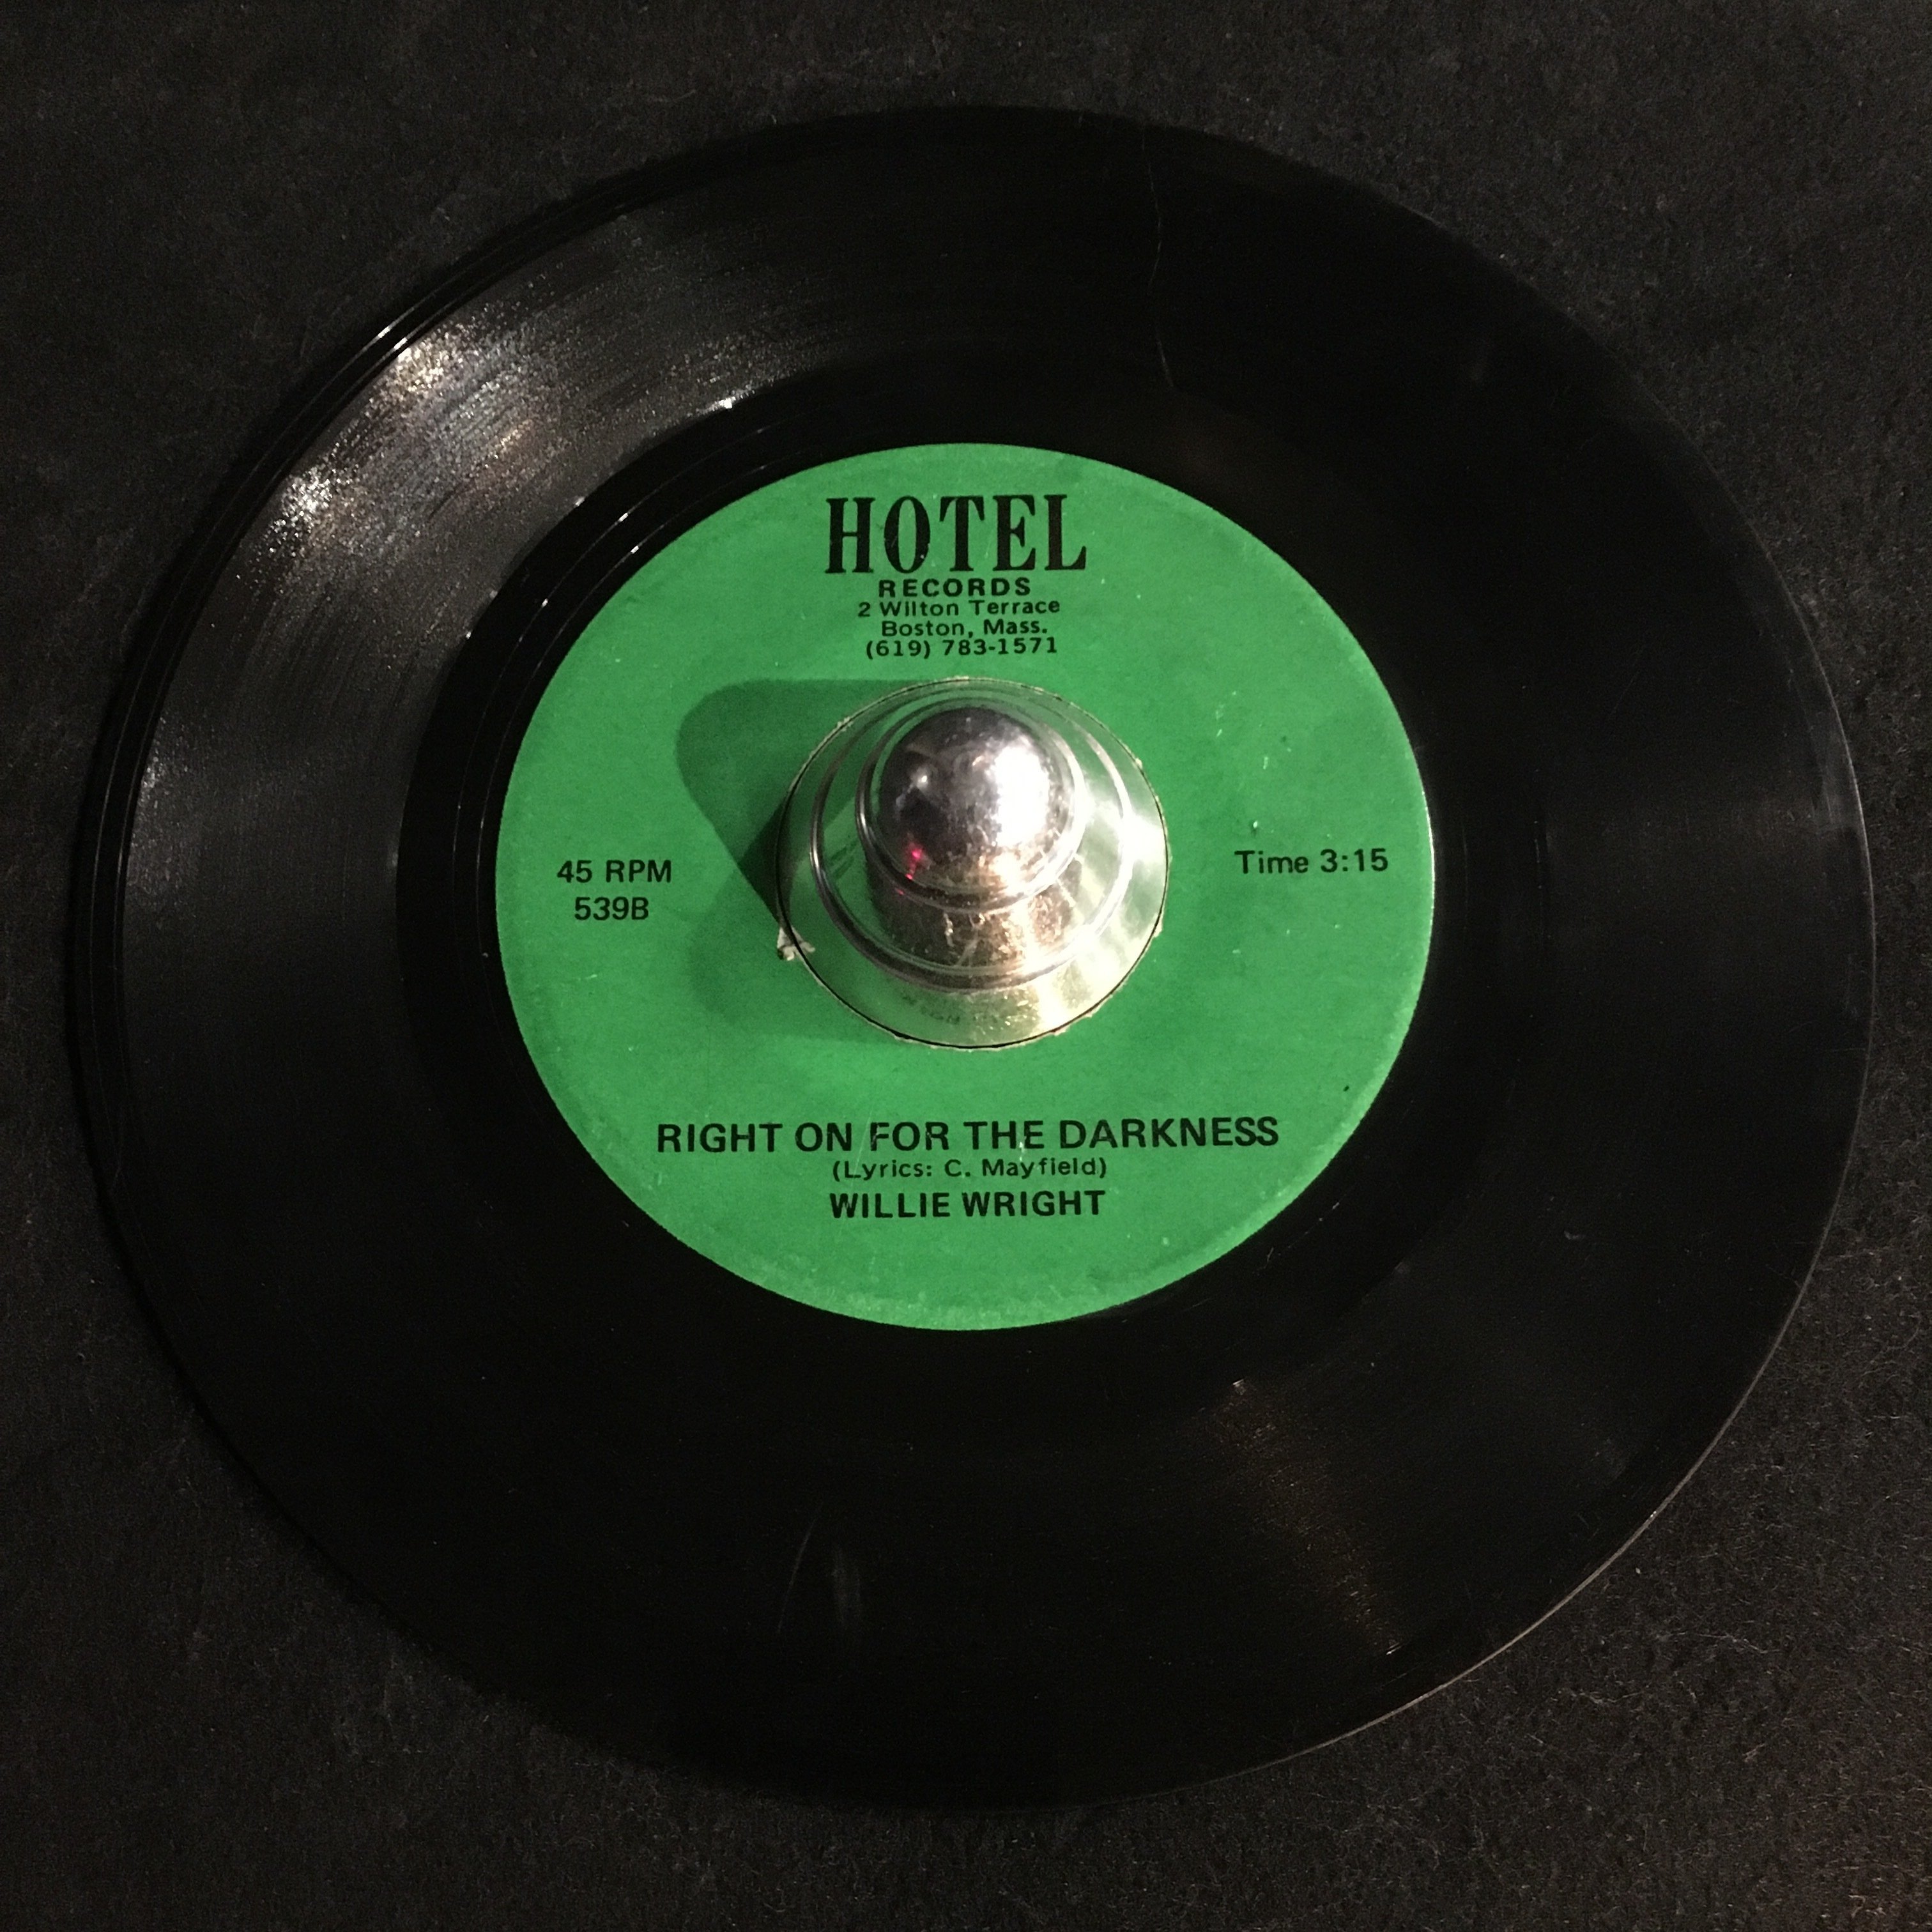 HOTEL
RECORDS
2 Wilton Terrace
Boston, Mass.
(619) 783-1571
45 RPM
539B
Time 3:15
RIGHT ON FOR THE DARKNESS
(Lyrics: C. Mayfield)
WILLIE WRIGHT